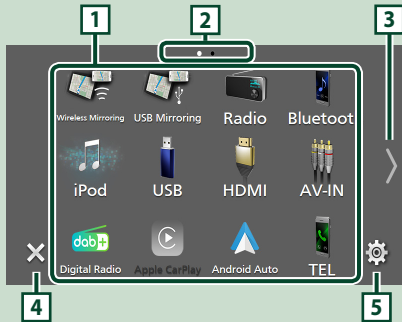 1
2
3
Wireless Mirroring USB Mirroring Radio Bluetoot
iPod USB HDMI AV-IN
dab+
Digital Radio Apple CarPlay Android Auto TEL
4
5